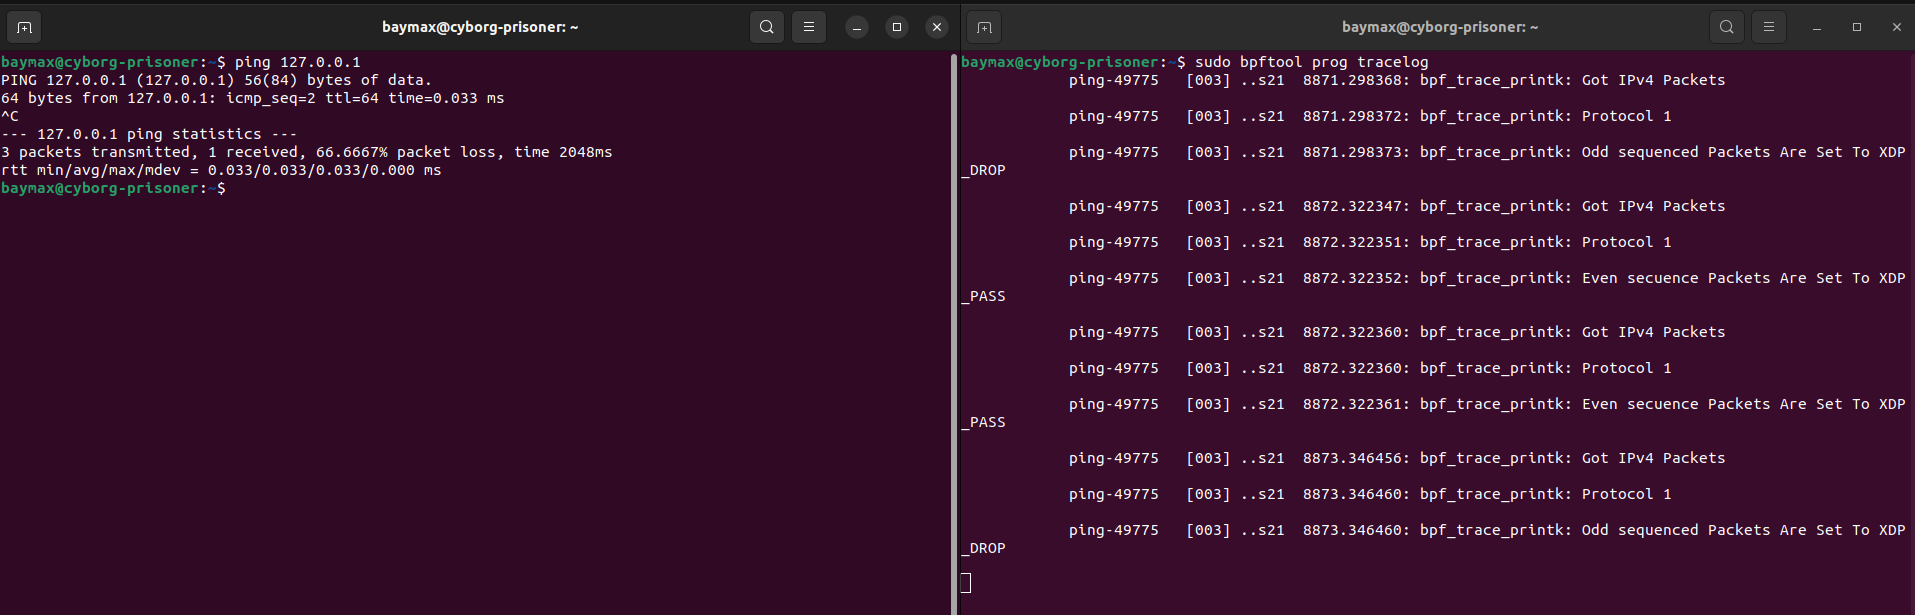 baymax@cyborg-prisoner: ~
baymax@cyborg-prisoner:~$ ping 127.0.0.1
PING 127.0.0.1 (127.0.0.1) 56(84) bytes of data.
64 bytes from 127.0.0.1: icmp_seq=2 ttl=64 time=0.033 ms
^C
--- 127.0.0.1 ping statistics ---
3 packets transmitted, 1 received, 66.6667% packet loss, time 2048ms
rtt min/avg/max/mdev = 0.033/0.033/0.033/0.000 ms
baymax@cyborg-prisoner:~$
baymax@cyborg-prisoner: ~
baymax@cyborg-prisoner:~$ sudo bpftool prog tracelog
ping-49775 [003] ..s21 8871.298368: bpf_trace_printk: Got IPv4 Packets
ping-49775 [003] ..s21 8871.298372: bpf_trace_printk: Protocol 1
ping-49775 [003] ..s21 8871.298373: bpf_trace_printk: Odd sequenced Packets Are Set To XDP
_DROP
ping-49775 [003] ..s21 8872.322347: bpf_trace_printk: Got IPv4 Packets
ping-49775 [003] ..s21 8872.322351: bpf_trace_printk: Protocol 1
ping-49775 [003] ..s21 8872.322352: bpf_trace_printk: Even secuence Packets Are Set To XDP
_PASS
ping-49775 [003] ..s21 8872.322360: bpf_trace_printk: Got IPv4 Packets
ping-49775 [003] ..s21 8872.322360: bpf_trace_printk: Protocol 1
ping-49775 [003] ..s21 8872.322361: bpf_trace_printk: Even secuence Packets Are Set To XDP
_PASS
ping-49775 [003] ..s21 8873.346456: bpf_trace_printk: Got IPv4 Packets
ping-49775 [003] ..s21 8873.346460: bpf_trace_printk: Protocol 1
ping-49775 [003] ..s21 8873.346460: bpf_trace_printk: Odd sequenced Packets Are Set To XDP
_DROP